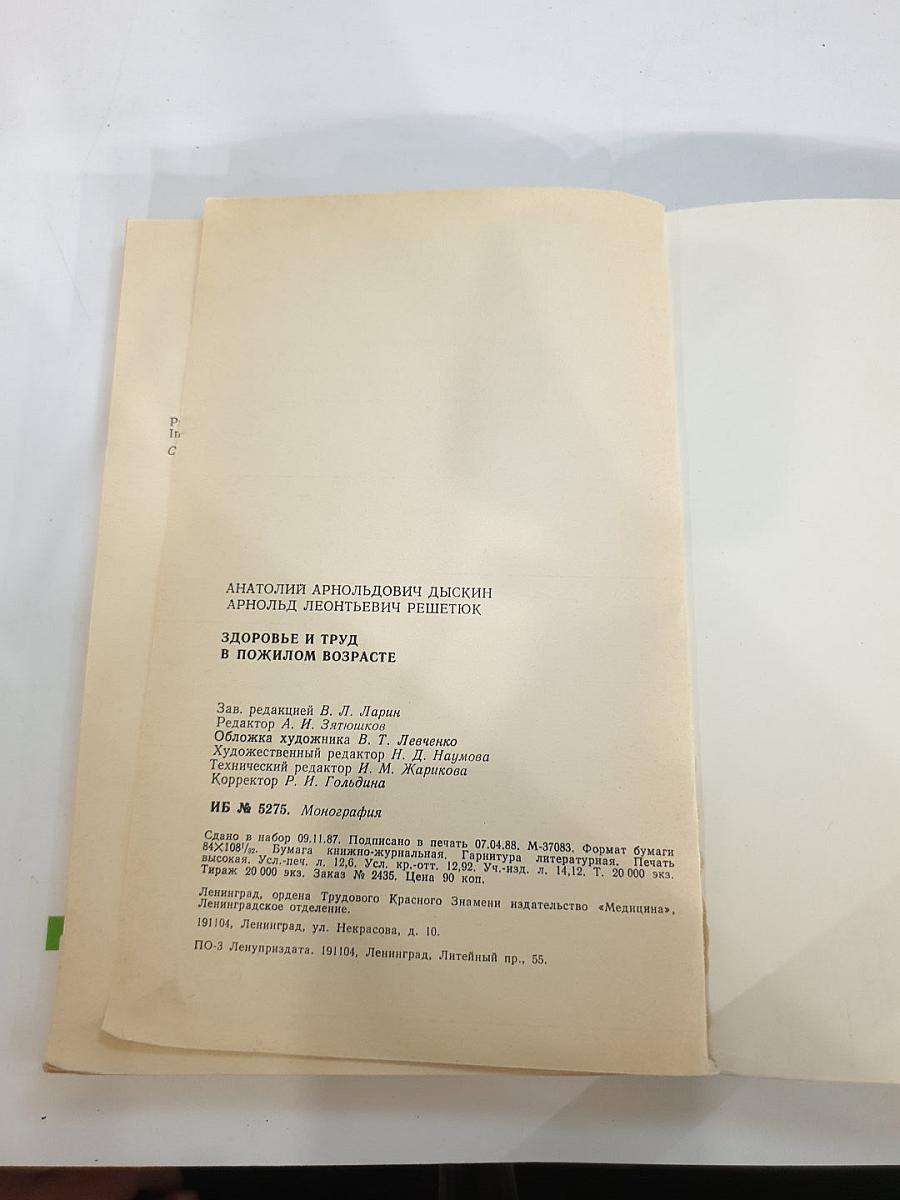 Р
In
С
АНАТОЛИЙ АРНОЛЬДОВИЧ ДЫСКИН
АРНОЛЬД ЛЕОНТЬЕВИЧ РЕШЕТЮК
ЗДОРОВЬЕ И ТРУД
В ПОЖИЛОМ ВОЗРАСТЕ
Зав. редакцией В. Л. Ларин
Редактор А. И. Зятюшков
Обложка художника В. Т. Левченко
Художественный редактор Н. Д. Наумова
Технический редактор И. М. Жарикова
Корректор Р. И. Гольдина
ИБ № 5275. Монография
Сдано в набор 09.11.87. Подписано в печать 07.04.88. М-37083. Формат бумаги
84×108¹/₃₂. Бумага книжно-журнальная. Гарнитура литературная. Печать
высокая. Усл.-печ. л. 12,6. Усл. кр.-отт. 12,92. Уч.-изд. л. 14,12. Т. 20 000 экз.
Тираж 20 000 экз. Заказ № 2435. Цена 90 коп.
Ленинград, ордена Трудового Красного Знамени издательство «Медицина»,
Ленинградское отделение.
191104, Ленинград, ул. Некрасова, д. 10.
ПО-3 Ленуприздата. 191104, Ленинград, Литейный пр., 55.